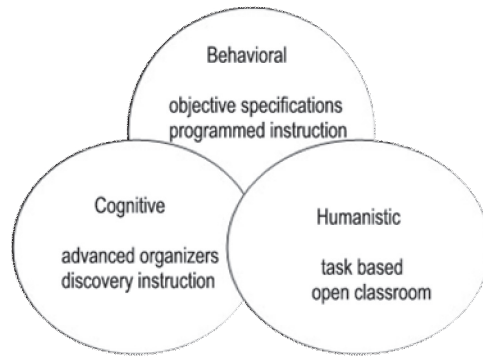 Behavioral
objective specifications
programmed instruction
Cognitive
advanced organizers
discovery instruction
Humanistic
task based
open classroom